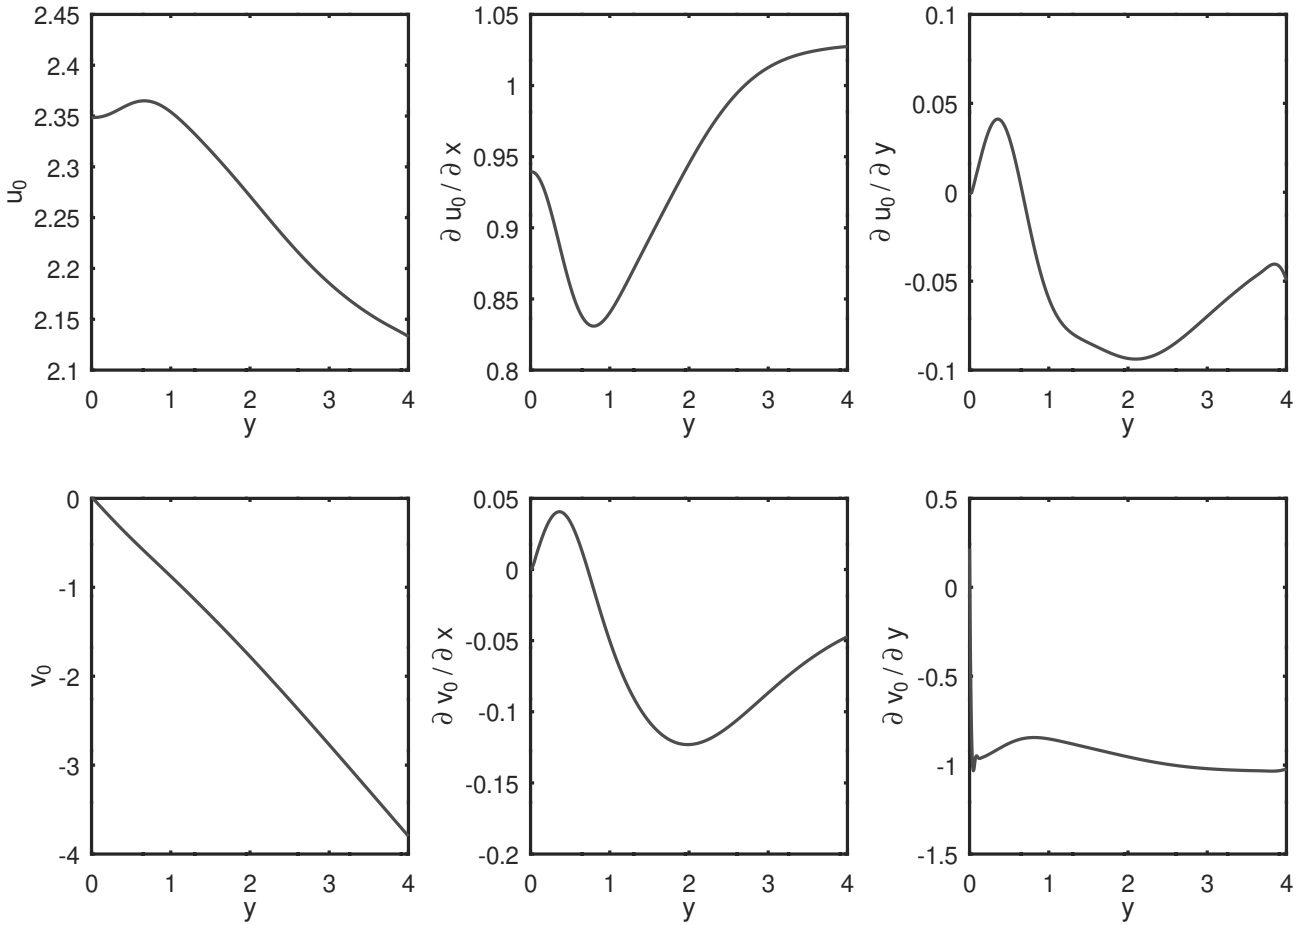 2.45
2.4
2.35
2.3
2.25
2.2
2.15
2.1
u₀
0 1 2 3 4
y
1.05
1
0.95
0.9
0.85
0.8
∂ u₀ / ∂ x
0 1 2 3 4
y
0.1
0.05
0
-0.05
-0.1
∂ u₀ / ∂ y
0 1 2 3 4
y
0
-1
-2
-3
-4
v₀
0 1 2 3 4
y
0.05
0
-0.05
-0.1
-0.15
-0.2
∂ v₀ / ∂ x
0 1 2 3 4
y
0.5
0
-0.5
-1
-1.5
∂ v₀ / ∂ y
0 1 2 3 4
y